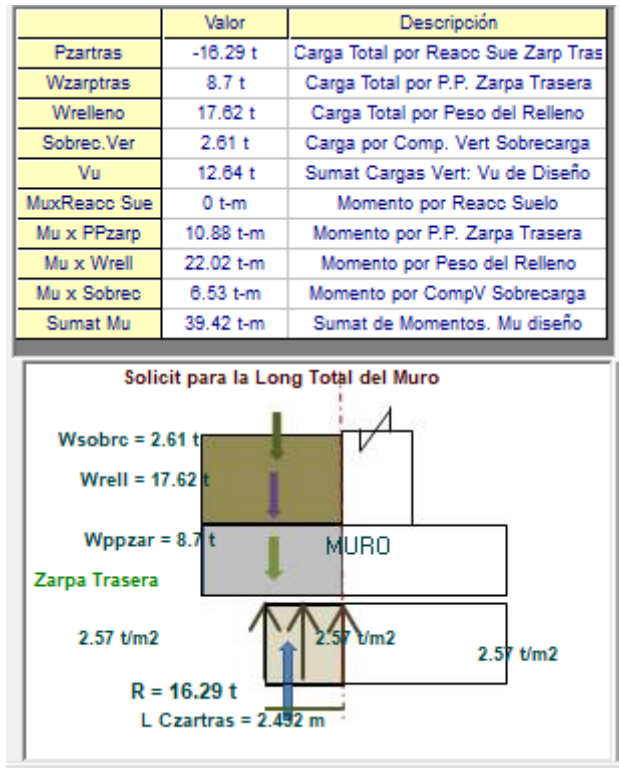 Valor Descripción
Pzartras -16.29 t Carga Total por Reacc Sue Zarp Tras
Wzarptras 8.7 t Carga Total por P.P. Zarpa Trasera
Wrelleno 17.62 t Carga Total por Peso del Relleno
Sobrec.Ver 2.61 t Carga por Comp. Vert Sobrecarga
Vu 12.64 t Sumat Cargas Vert: Vu de Diseño
MuxReacc Sue 0 t-m Momento por Reacc Suelo
Mu x PPzarp 10.88 t-m Momento por P.P. Zarpa Trasera
Mu x Wrell 22.02 t-m Momento por Peso del Relleno
Mu x Sobrec 6.53 t-m Momento por CompV Sobrecarga
Sumat Mu 39.42 t-m Sumat de Momentos. Mu diseño
Solicit para la Long Total del Muro
Wsobrc = 2.61 t
Wrell = 17.62 t
Wppzar = 8.7 t
MURO
Zarpa Trasera
2.57 t/m2 2.57 t/m2 2.57 t/m2
R = 16.29 t
L Czartras = 2.492 m